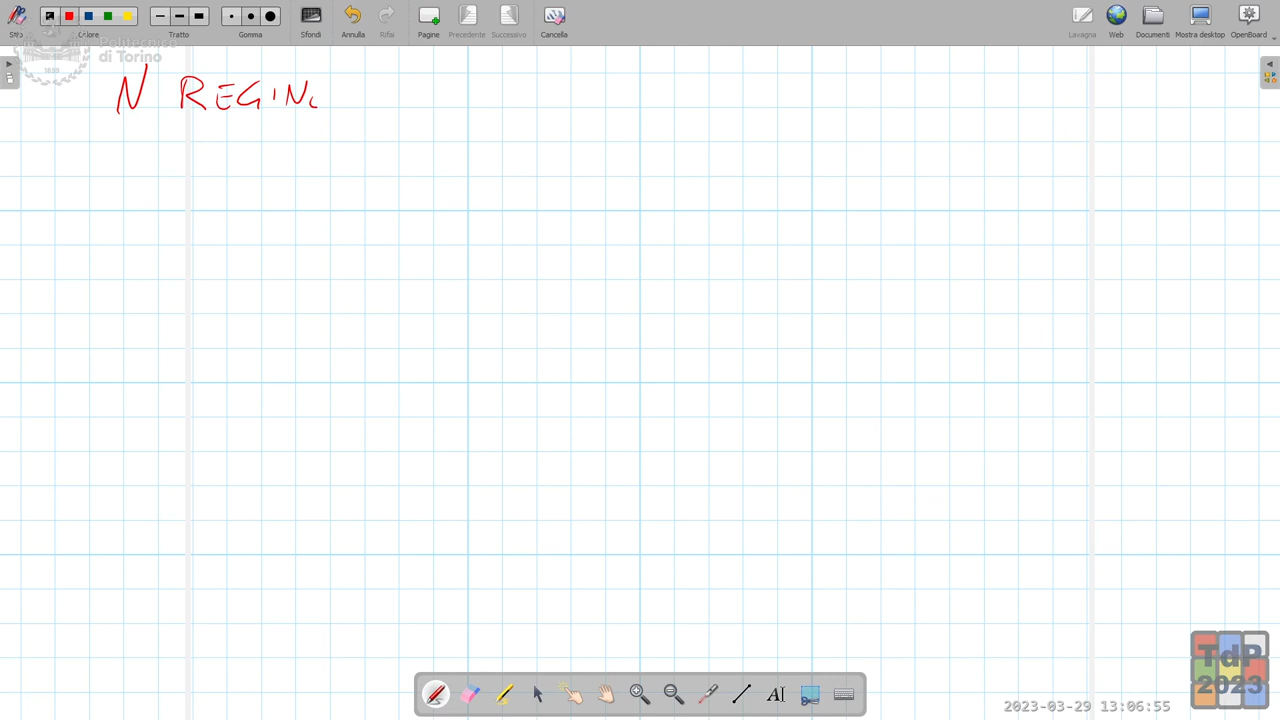 Stilo
Colore
Tratto
Gomma
Sfondi
Annulla
Rifai
Pagine
Precedente
Successivo
Cancella
Lavagna
Web
Documenti
Mostra desktop
OpenBoard
Politecnico
di Torino
1859
N REGIN
TdP
2023
2023-03-29 13:06:55